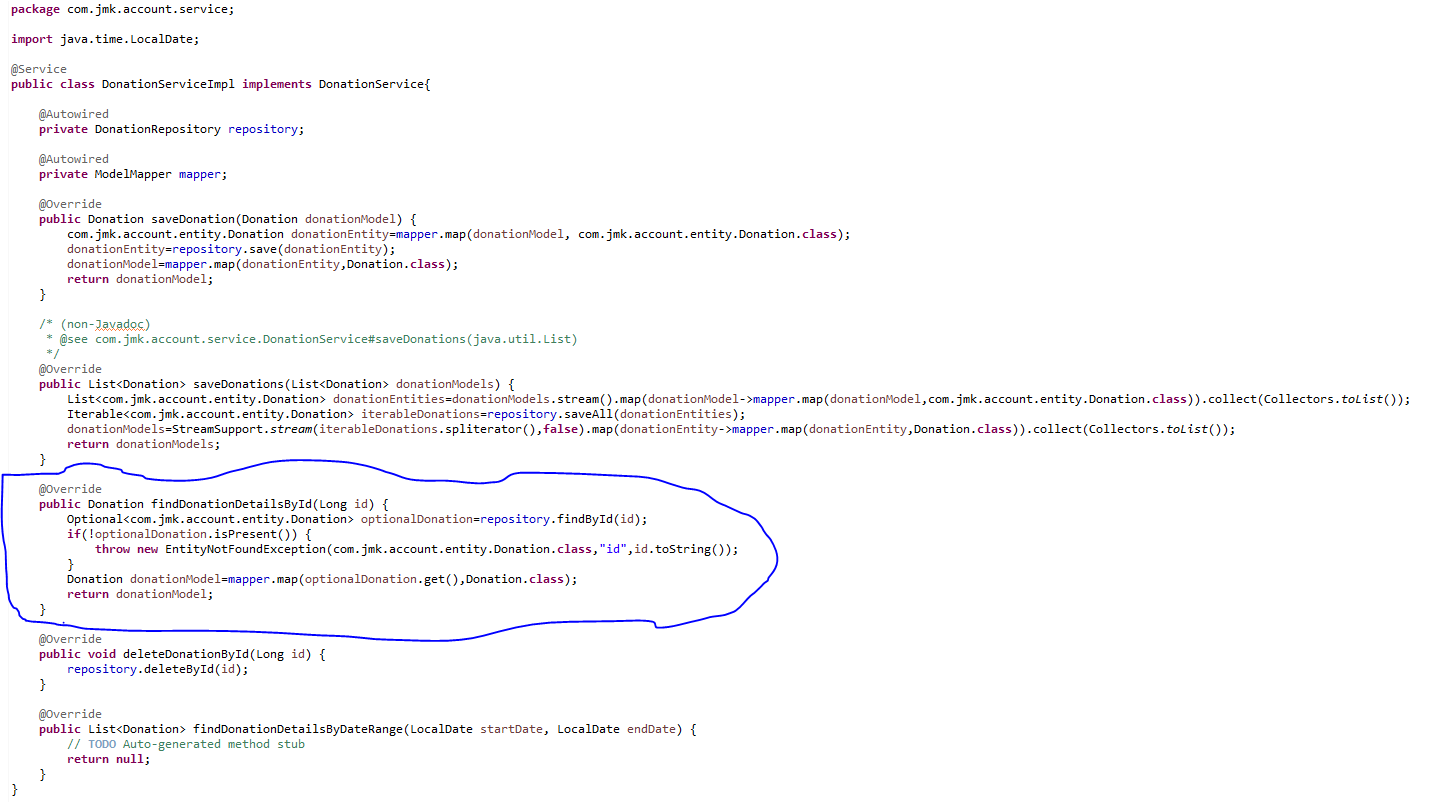 package com.jmk.account.service;
import java.time.LocalDate;
@Service
public class DonationServiceImpl implements DonationService{
@Autowired
private DonationRepository repository;
@Autowired
private ModelMapper mapper;
@Override
public Donation saveDonation(Donation donationModel) {
com.jmk.account.entity.Donation donationEntity=mapper.map(donationModel, com.jmk.account.entity.Donation.class);
donationEntity=repository.save(donationEntity);
donationModel=mapper.map(donationEntity,Donation.class);
return donationModel;
}
/* (non-Javadoc)
* @see com.jmk.account.service.DonationService#saveDonations(java.util.List)
*/
@Override
public List<Donation> saveDonations(List<Donation> donationModels) {
List<com.jmk.account.entity.Donation> donationEntities=donationModels.stream().map(donationModel->mapper.map(donationModel,com.jmk.account.entity.Donation.class)).collect(Collectors.toList());
Iterable<com.jmk.account.entity.Donation> iterableDonations=repository.saveAll(donationEntities);
donationModels=StreamSupport.stream(iterableDonations.spliterator(),false).map(donationEntity->mapper.map(donationEntity,Donation.class)).collect(Collectors.toList());
return donationModels;
}
@Override
public Donation findDonationDetailsById(Long id) {
Optional<com.jmk.account.entity.Donation> optionalDonation=repository.findById(id);
if(!optionalDonation.isPresent()) {
throw new EntityNotFoundException(com.jmk.account.entity.Donation.class,"id",id.toString());
}
Donation donationModel=mapper.map(optionalDonation.get(),Donation.class);
return donationModel;
}
@Override
public void deleteDonationById(Long id) {
repository.deleteById(id);
}
@Override
public List<Donation> findDonationDetailsByDateRange(LocalDate startDate, LocalDate endDate) {
// TODO Auto-generated method stub
return null;
}
}